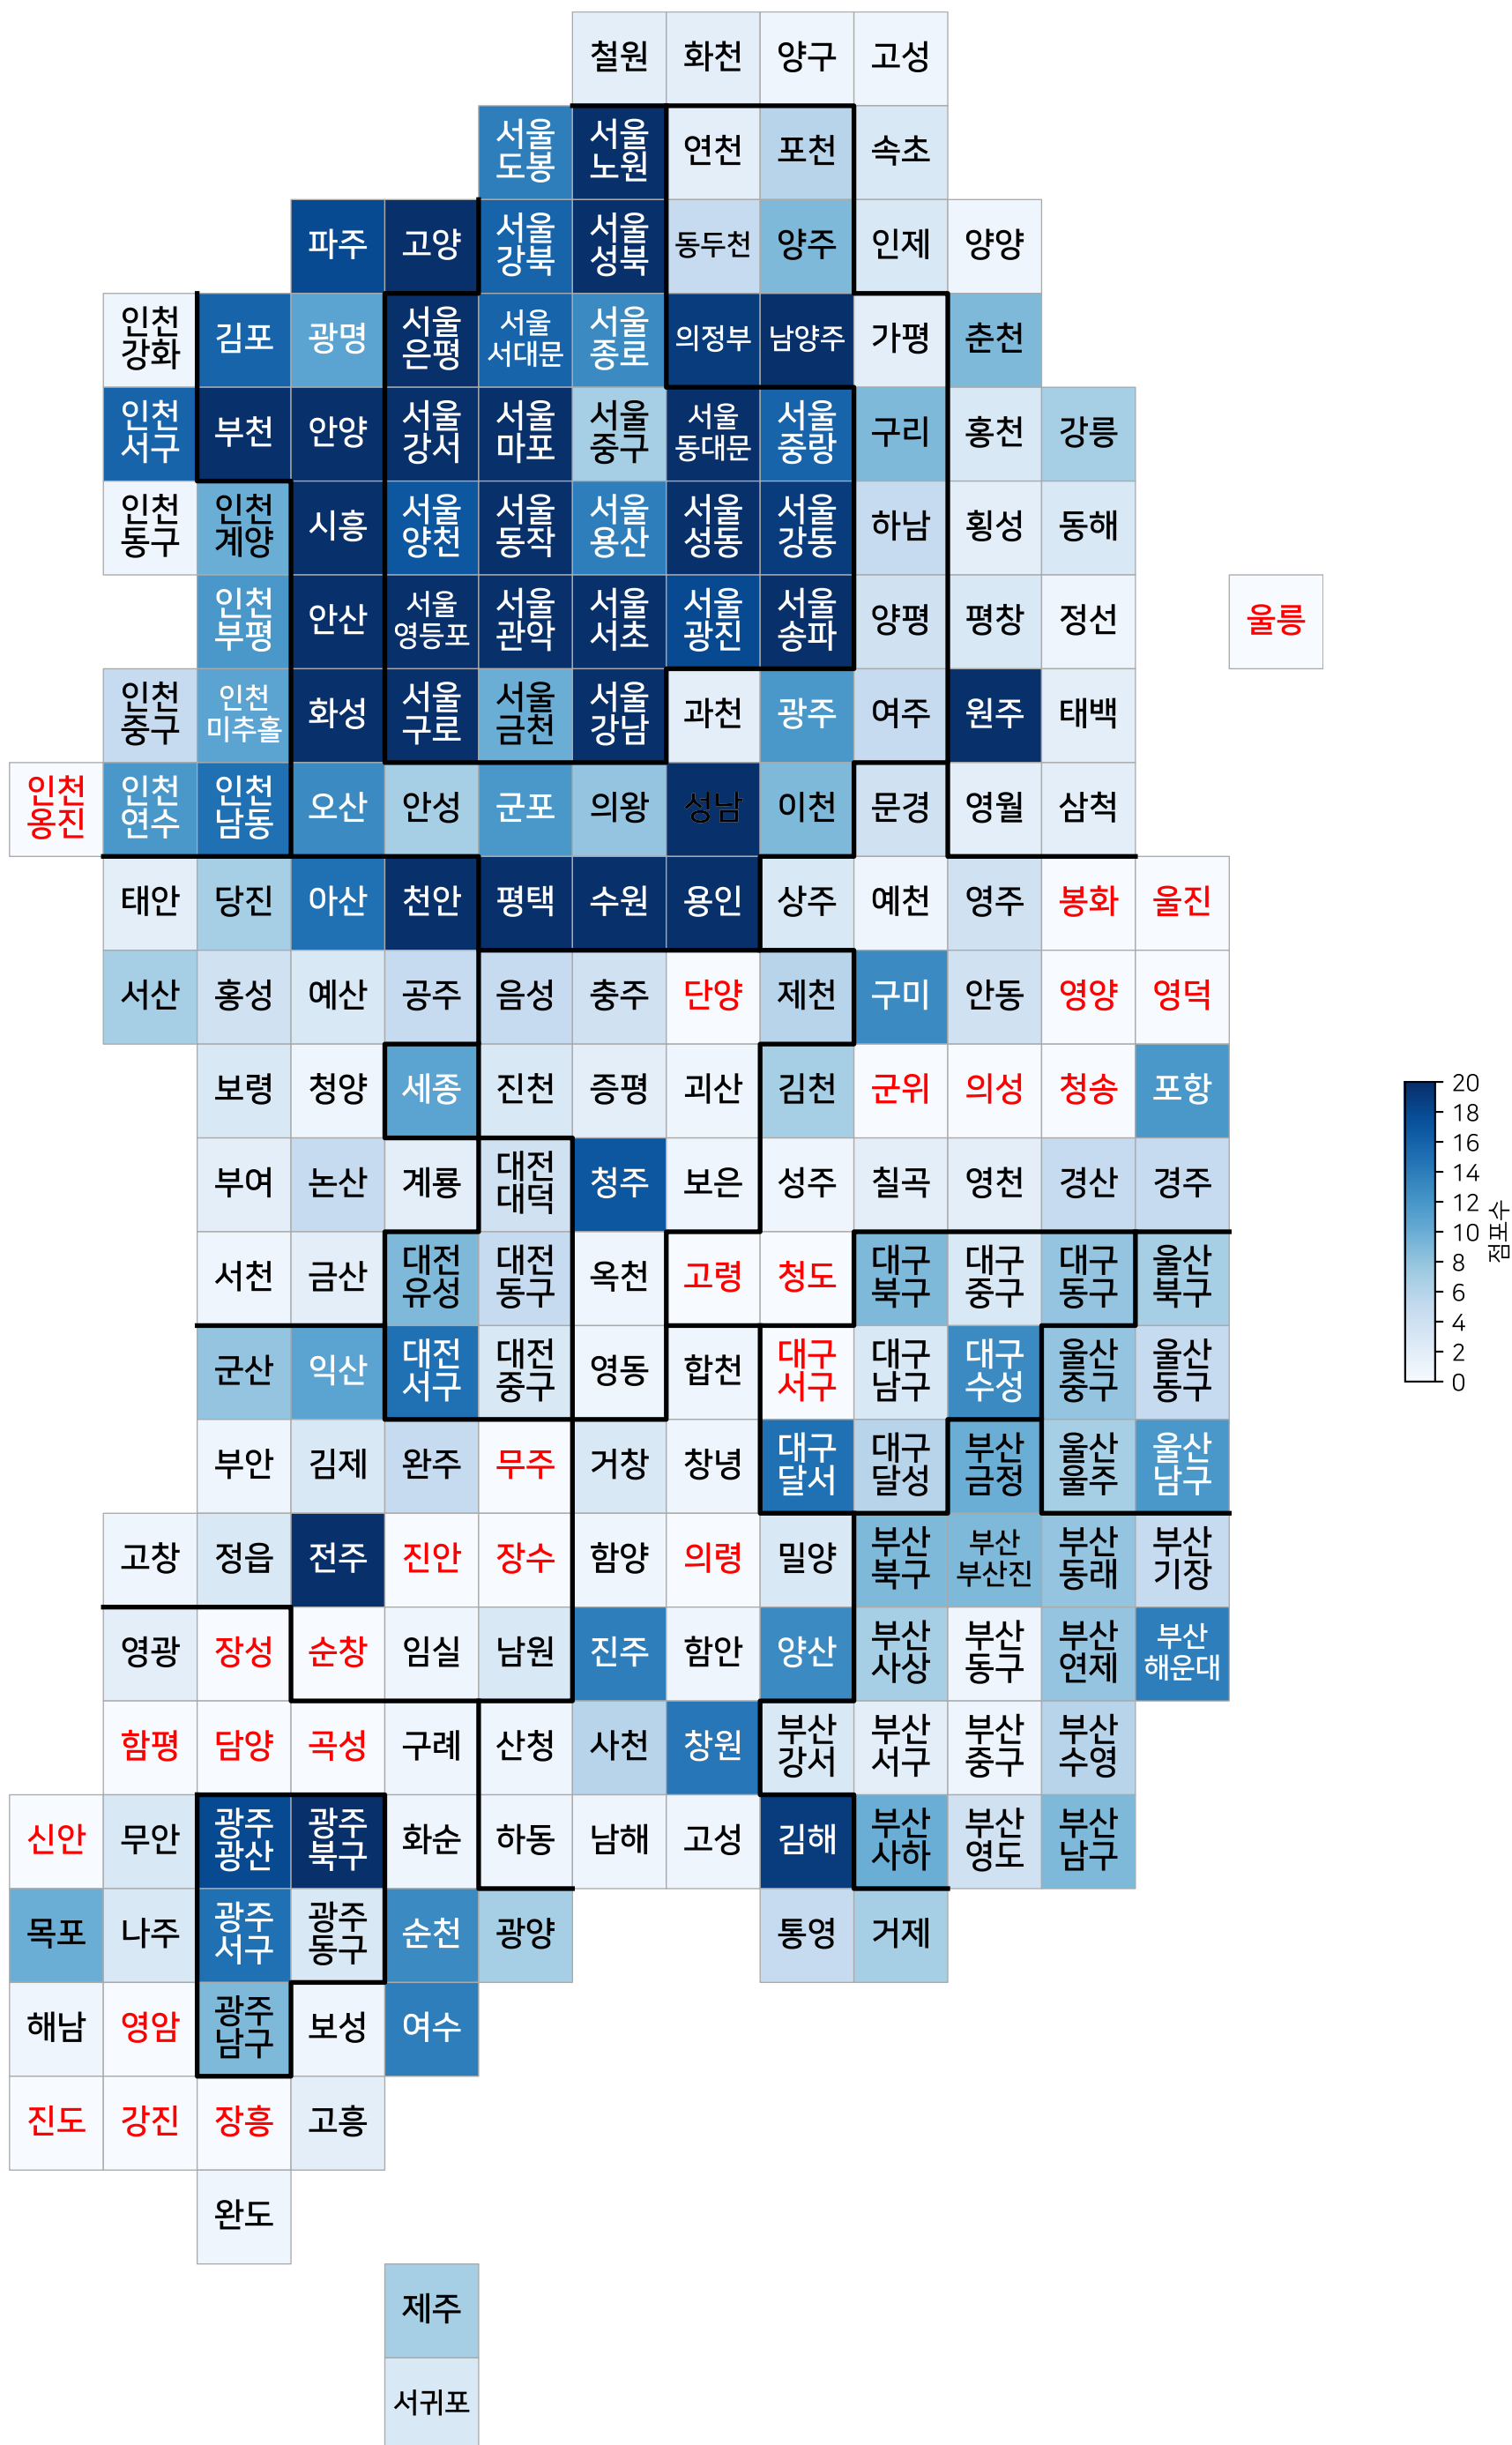 철원 화천 양구 고성
서울 도봉 서울 노원 연천 포천 속초
파주 고양 서울 강북 서울 성북 동두천 양주 인제 양양
인천 강화 김포 광명 서울 은평 서울 서대문 서울 종로 의정부 남양주 가평 춘천
인천 서구 부천 안양 서울 강서 서울 마포 서울 중구 서울 동대문 서울 중랑 구리 홍천 강릉
인천 동구 인천 계양 시흥 서울 양천 서울 동작 서울 용산 서울 성동 서울 강동 하남 횡성 동해
인천 부평 안산 서울 영등포 서울 관악 서울 서초 서울 광진 서울 송파 양평 평창 정선 울릉
인천 중구 인천 미추홀 화성 서울 구로 서울 금천 서울 강남 과천 광주 여주 원주 태백
인천 옹진 인천 연수 인천 남동 오산 안성 군포 의왕 성남 이천 문경 영월 삼척
태안 당진 아산 천안 평택 수원 용인 상주 예천 영주 봉화 울진
서산 홍성 예산 공주 음성 충주 단양 제천 구미 안동 영양 영덕
보령 청양 세종 진천 증평 괴산 김천 군위 의성 청송 포항
부여 논산 계룡 대전 대덕 청주 보은 성주 칠곡 영천 경산 경주
서천 금산 대전 유성 대전 동구 옥천 고령 청도 대구 북구 대구 중구 대구 동구 울산 북구
군산 익산 대전 서구 대전 중구 영동 합천 대구 서구 대구 남구 대구 수성 울산 중구 울산 동구
부안 김제 완주 무주 거창 창녕 대구 달서 대구 달성 부산 금정 울산 울주 울산 남구
고창 정읍 전주 진안 장수 함양 의령 밀양 부산 북구 부산 부산진 부산 동래 부산 기장
영광 장성 순창 임실 남원 진주 함안 양산 부산 사상 부산 동구 부산 연제 부산 해운대
함평 담양 곡성 구례 산청 사천 창원 부산 강서 부산 서구 부산 중구 부산 수영
신안 무안 광주 광산 광주 북구 화순 하동 남해 고성 김해 부산 사하 부산 영도 부산 남구
목포 나주 광주 서구 광주 동구 순천 광양 통영 거제
해남 영암 광주 남구 보성 여수
진도 강진 장흥 고흥
완도
제주
서귀포
20
18
16
14
12
10
8
6
4
2
0
점포수